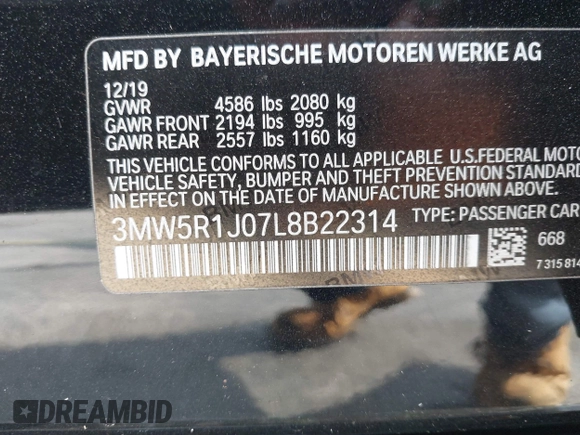 MFD BY BAYERISCHE MOTOREN WERKE AG
12/19
GVWR 4586 lbs 2080 kg
GAWR FRONT 2194 lbs 995 kg
GAWR REAR 2557 lbs 1160 kg
THIS VEHICLE CONFORMS TO ALL APPLICABLE U.S.FEDERAL MOTO
VEHICLE SAFETY, BUMPER AND THEFT PREVENTION
IN EFFECT ON THE DATE OF MANUFACTURE SHOWN ABOVE.
3MW5R1J07L8B22314 TYPE: PASSENGER CAR
668
7 315 814
DREAMBID